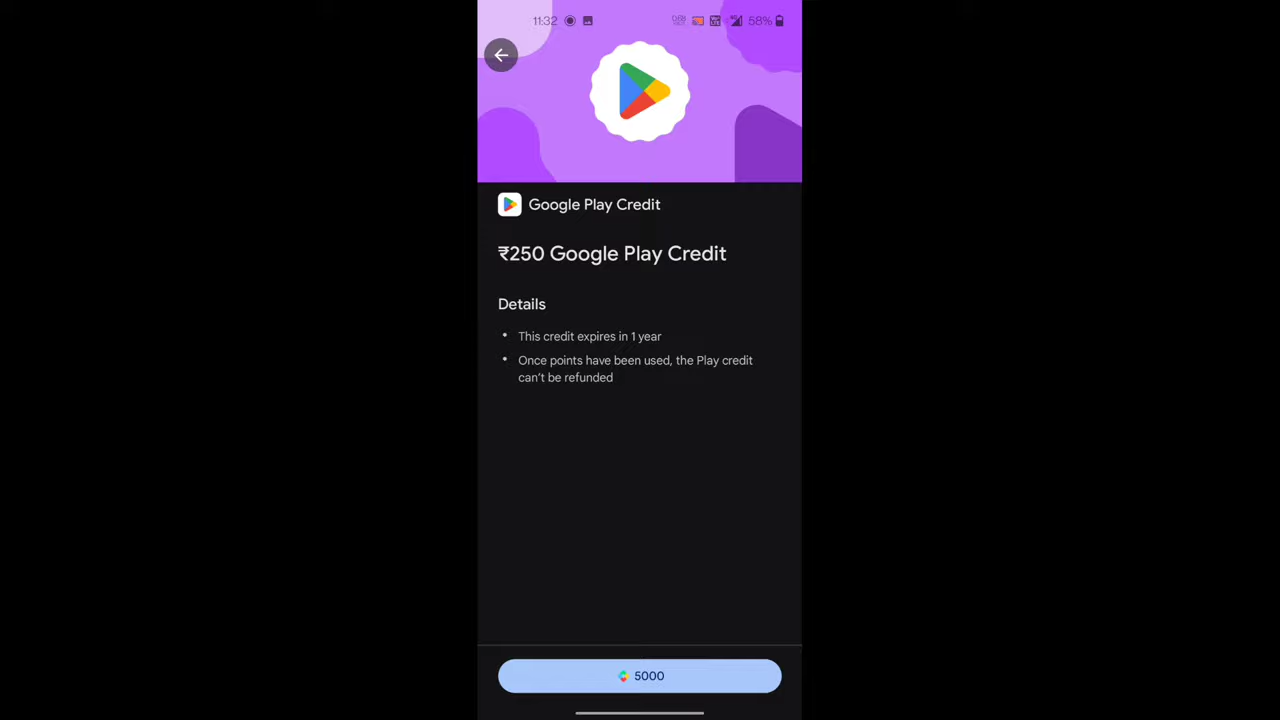 11:32 58%
Google Play Credit
₹250 Google Play Credit
Details
• This credit expires in 1 year
• Once points have been used, the Play credit
can't be refunded
5000